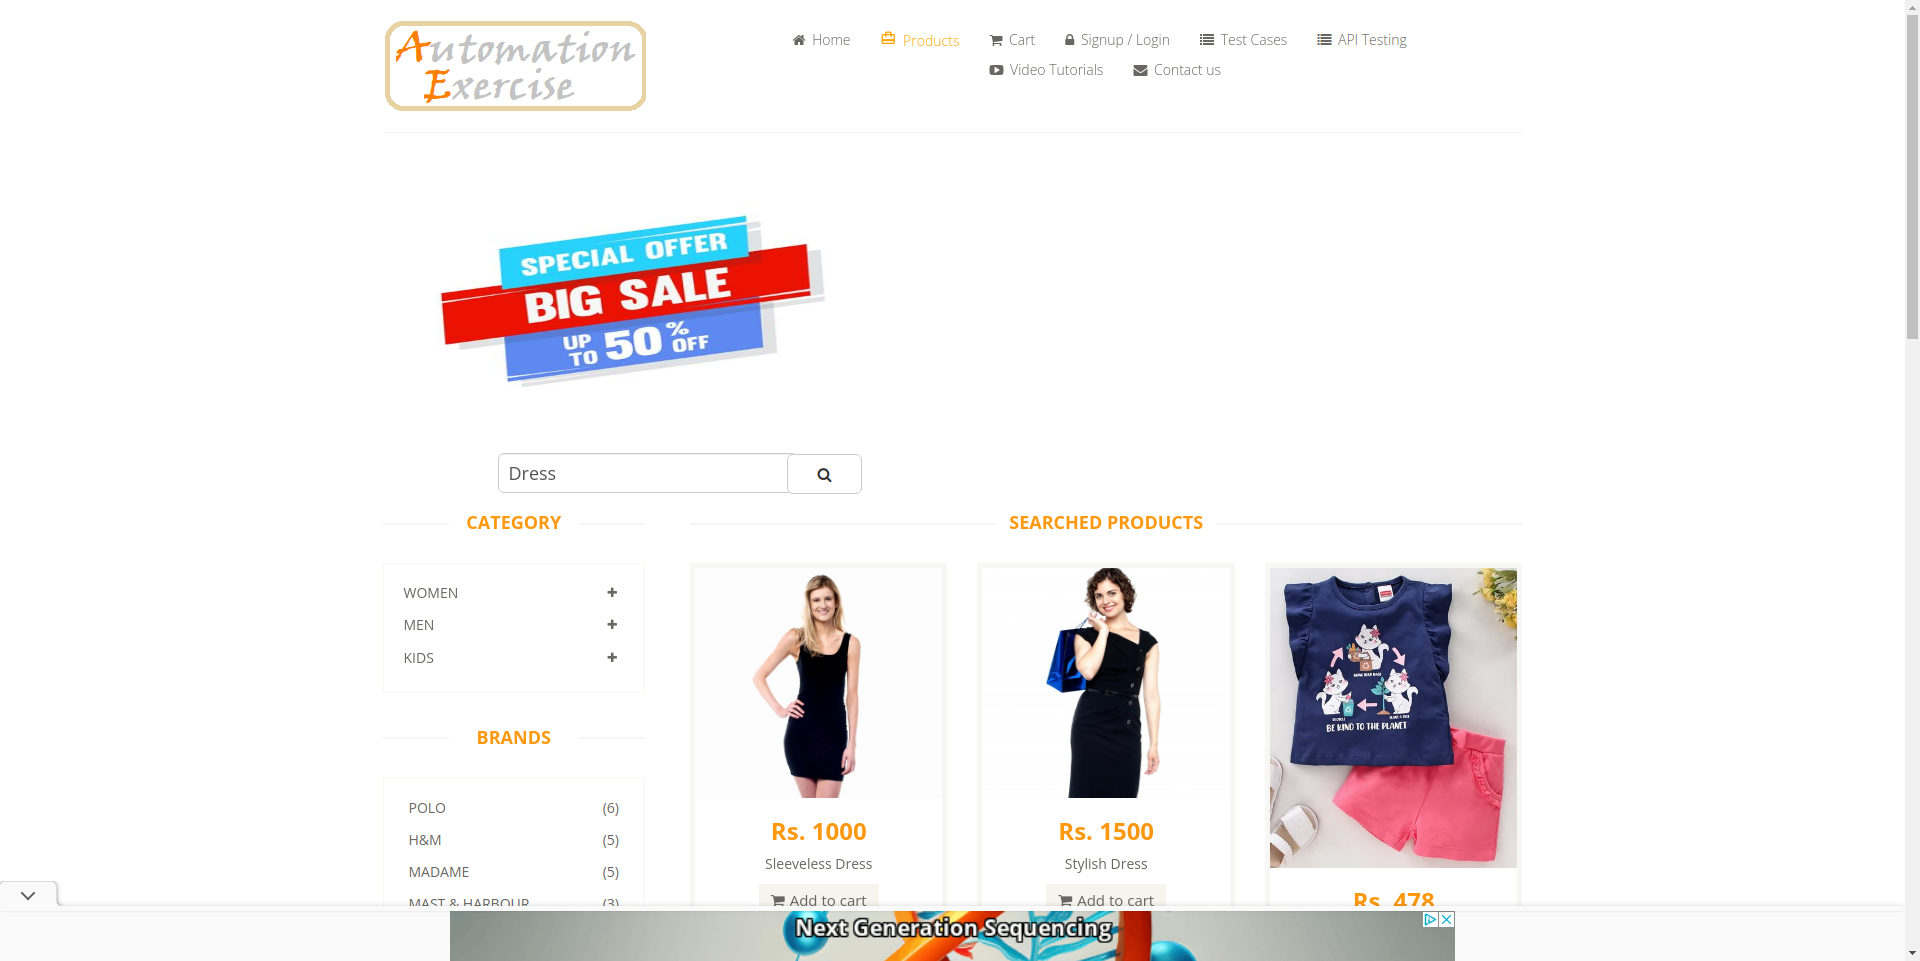 Automation
Exercise
Home
Products
Cart
Signup / Login
Test Cases
API Testing
Video Tutorials
Contact us
SPECIAL OFFER
BIG SALE
UP TO 50% OFF
Dress
CATEGORY
WOMEN
MEN
KIDS
BRANDS
POLO (6)
H&M (5)
MADAME (5)
MAST & HARBOUR (3)
SEARCHED PRODUCTS
Rs. 1000
Sleeveless Dress
Add to cart
Rs. 1500
Stylish Dress
Add to cart
BE KIND TO THE PLANET
Rs. 478
Next Generation Sequencing